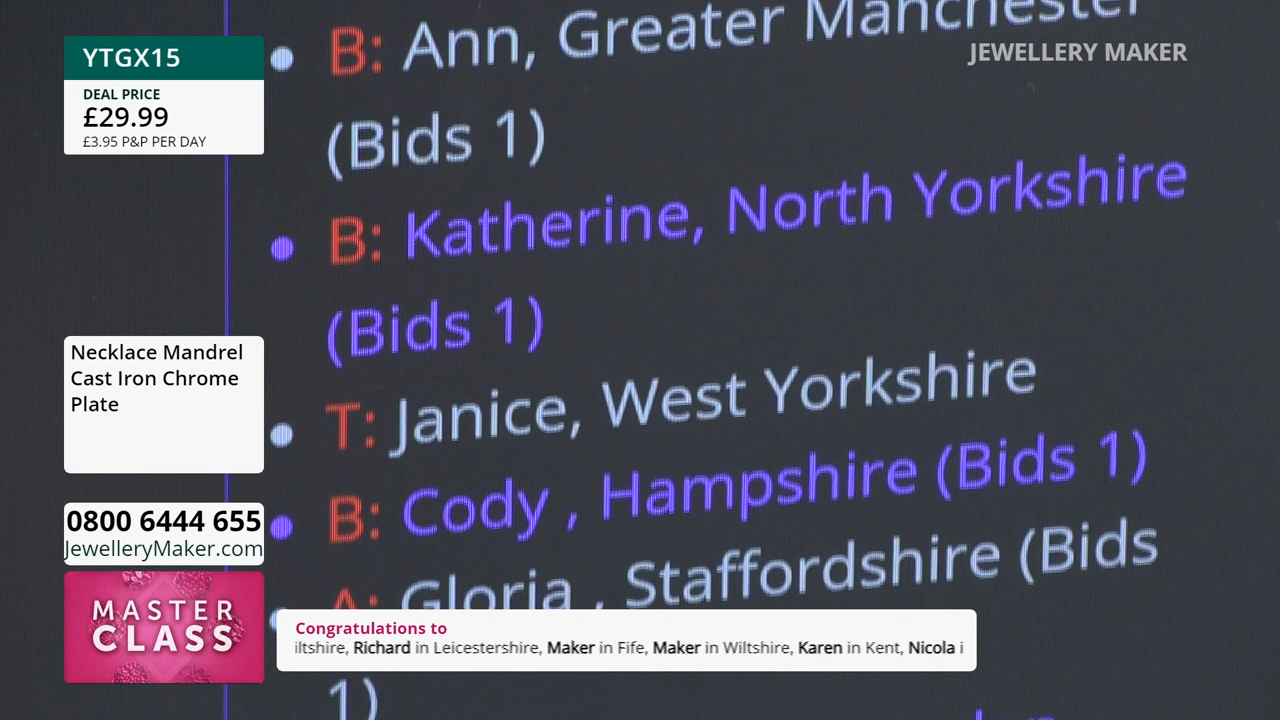 YTGX15
DEAL PRICE
£29.99
£3.95 P&P PER DAY
JEWELLERY MAKER
B: Ann, Greater Manchester
(Bids 1)
B: Katherine, North Yorkshire
(Bids 1)
T: Janice, West Yorkshire
B: Cody , Hampshire (Bids 1)
A: Gloria , Staffordshire (Bids
1)
Necklace Mandrel
Cast Iron Chrome
Plate
0800 6444 655
JewelleryMaker.com
MASTER
CLASS
Congratulations to
iltshire, Richard in Leicestershire, Maker in Fife, Maker in Wiltshire, Karen in Kent, Nicola i